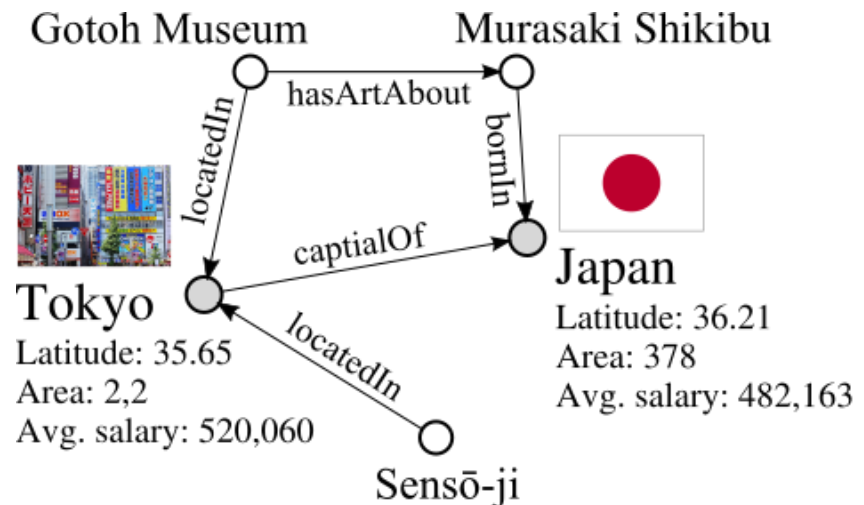 Gotoh Museum
Murasaki Shikibu
hasArtAbout
locatedIn
bornIn
captialOf
Tokyo
Latitude: 35.65
Area: 2,2
Avg. salary: 520,060
Japan
Latitude: 36.21
Area: 378
Avg. salary: 482,163
locatedIn
Sensō-ji